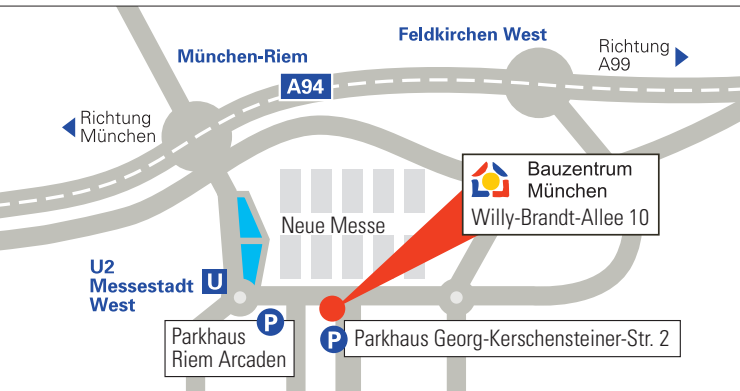 Feldkirchen West
München-Riem
Richtung
A99
A94
Richtung
München
Bauzentrum
München
Willy-Brandt-Allee 10
Neue Messe
U2
Messestadt
West
U
P
Parkhaus
Riem Arcaden
P
Parkhaus Georg-Kerschensteiner-Str. 2